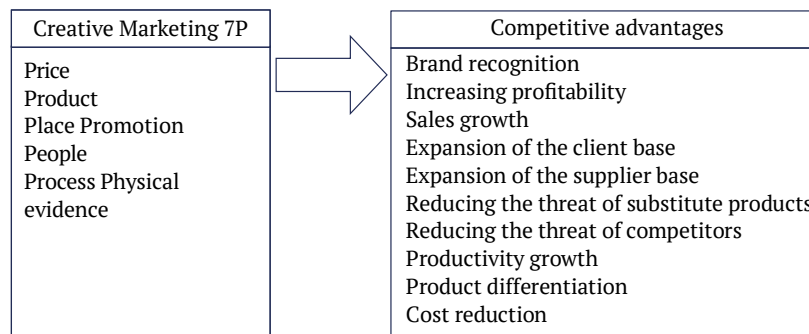 Creative Marketing 7P
Price
Product
Place Promotion
People
Process Physical
evidence
Competitive advantages
Brand recognition
Increasing profitability
Sales growth
Expansion of the client base
Expansion of the supplier base
Reducing the threat of substitute products
Reducing the threat of competitors
Productivity growth
Product differentiation
Cost reduction